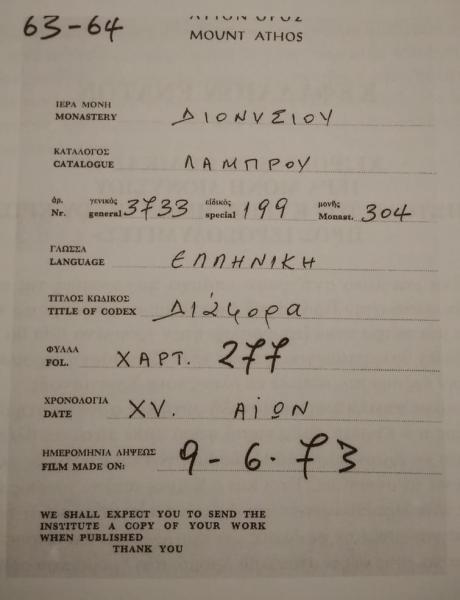 63-64
ΑΓΙΟΝ ΟΡΟΣ
MOUNT ATHOS
ΙΕΡΑ ΜΟΝΗ
MONASTERY ΔΙΟΝΥΣΙΟΥ
ΚΑΤΑΛΟΓΟΣ
CATALOGUE ΛΑΜΠΡΟΥ
ἀρ. γενικός εἰδικός μονῆς
Nr. general 3733 special 199 Monast. 304
ΓΛΩΣΣΑ
LANGUAGE ΕΛΛΗΝΙΚΗ
ΤΙΤΛΟΣ ΚΩΔΙΚΟΣ
TITLE OF CODEX Διάφορα
ΦΥΛΛΑ
FOL. ΧΑΡΤ. 277
ΧΡΟΝΟΛΟΓΙΑ
DATE XV. ΑἰΩΝ
ΗΜΕΡΟΜΗΝΙΑ ΛΗΨΕΩΣ
FILM MADE ON: 9-6-73
WE SHALL EXPECT YOU TO SEND THE
INSTITUTE A COPY OF YOUR WORK
WHEN PUBLISHED
THANK YOU